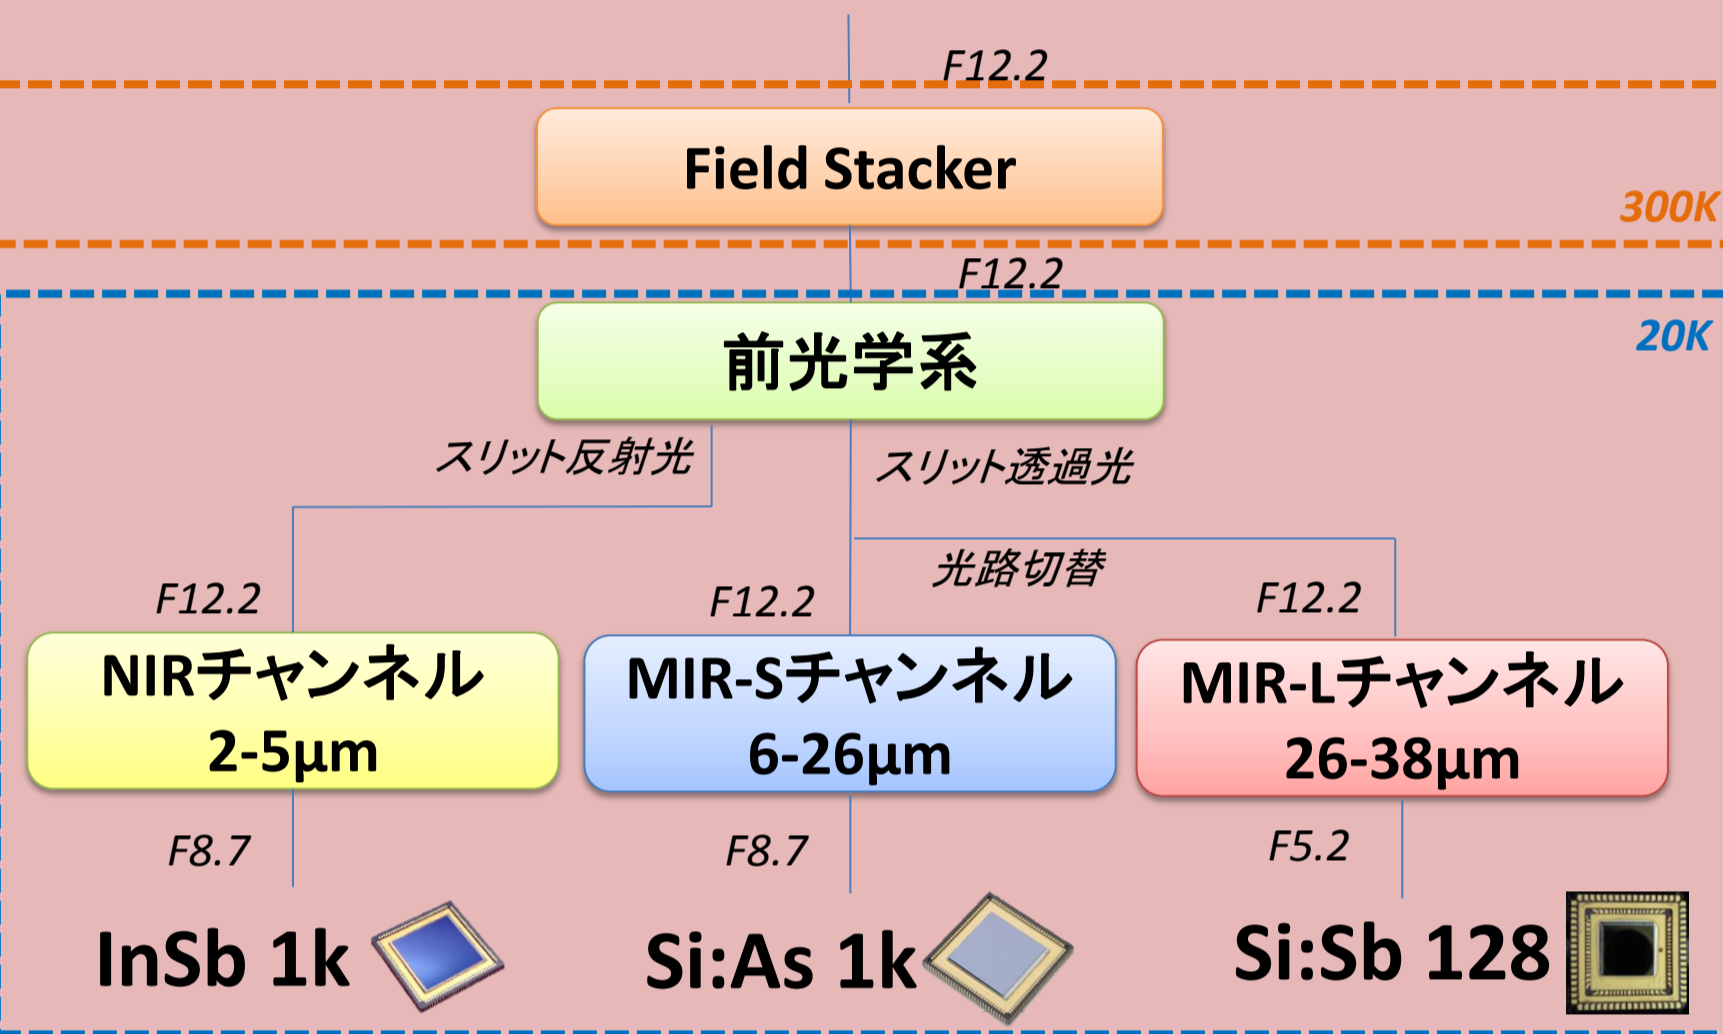 F12.2
Field Stacker
300K
F12.2
20K
前光学系
スリット反射光
スリット透過光
光路切替
F12.2
F12.2
F12.2
NIRチャンネル
2-5μm
MIR-Sチャンネル
6-26μm
MIR-Lチャンネル
26-38μm
F8.7
F8.7
F5.2
InSb 1k
Si:As 1k
Si:Sb 128